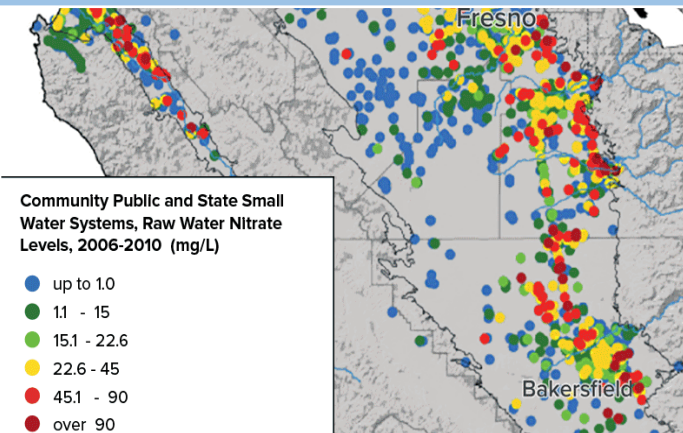 Fresno
Community Public and State Small
Water Systems, Raw Water Nitrate
Levels, 2006-2010 (mg/L)
up to 1.0
1.1 - 15
15.1 - 22.6
22.6 - 45
45.1 - 90
over 90
Bakersfield